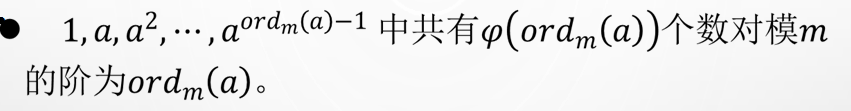 ● 1, a, a², ⋯, a^{ord_m(a)−1} 中共有φ(ord_m(a))个数对模m
的阶为ord_m(a)。